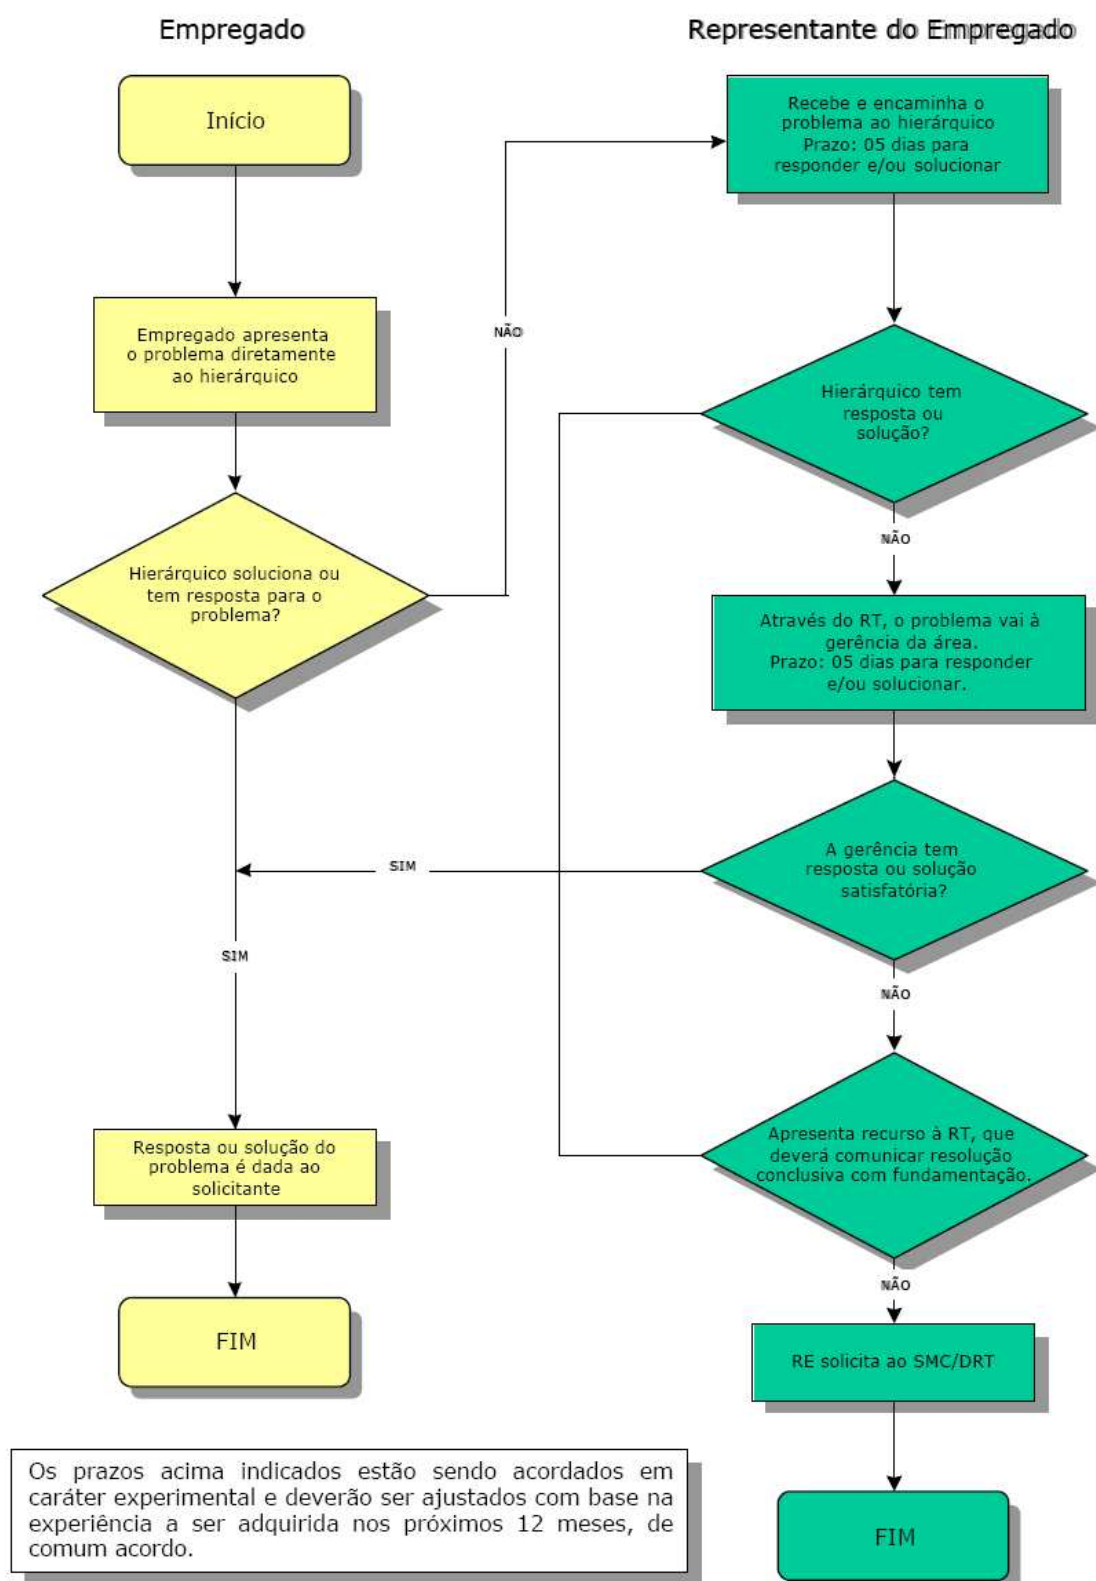 Empregado
Início
Empregado apresenta
o problema diretamente
ao hierárquico
Hierárquico soluciona ou
tem resposta para o
problema?
NÃO
SIM
SIM
Resposta ou solução do
problema é dada ao
solicitante
FIM
Representante do Empregado
Recebe e encaminha o
problema ao hierárquico
Prazo: 05 dias para
responder e/ou solucionar
Hierárquico tem
resposta ou
solução?
NÃO
Através do RT, o problema vai à
gerência da área.
Prazo: 05 dias para responder
e/ou solucionar.
A gerência tem
resposta ou solução
satisfatória?
NÃO
Apresenta recurso à RT, que
deverá comunicar resolução
conclusiva com fundamentação.
NÃO
RE solicita ao SMC/DRT
FIM
Os prazos acima indicados estão sendo acordados em
caráter experimental e deverão ser ajustados com base na
experiência a ser adquirida nos próximos 12 meses, de
comum acordo.